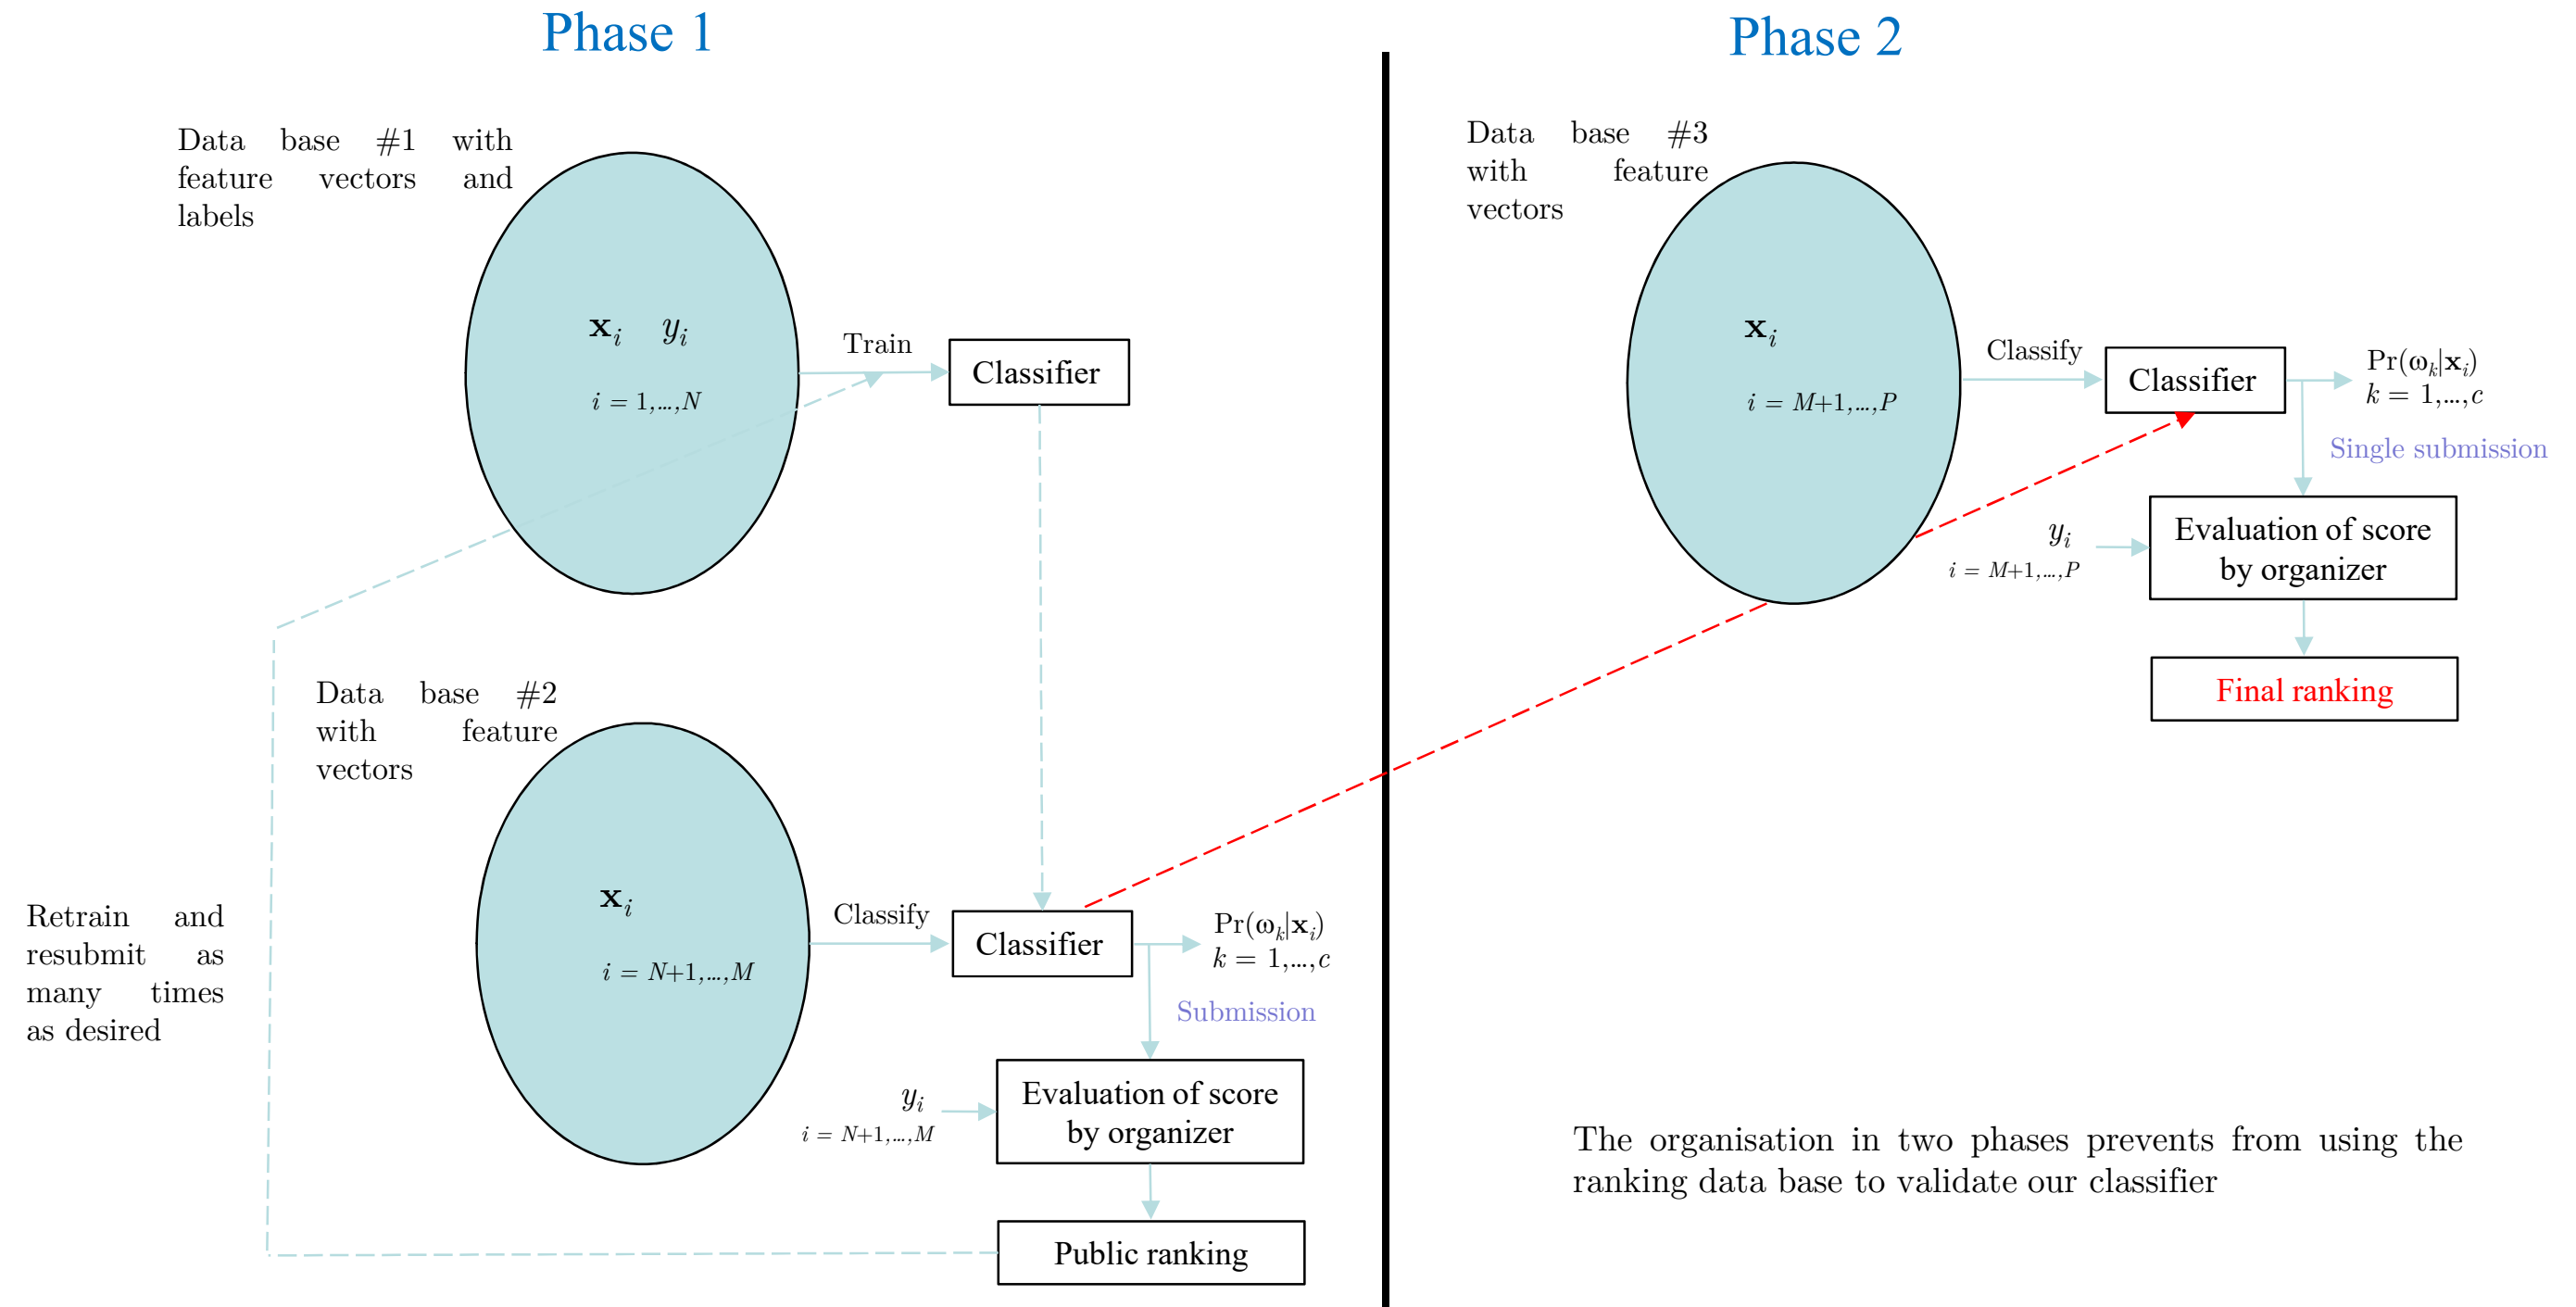 Phase 1
Data base #1 with
feature vectors and
labels
x_i y_i
i = 1,...,N
Train
Classifier
Data base #2
with feature
vectors
x_i
i = N+1,...,M
Classify
Classifier
Pr(ω_k|x_i)
k = 1,...,c
Submission
y_i
i = N+1,...,M
Evaluation of score
by organizer
Public ranking
Retrain and
resubmit as
many times
as desired
Phase 2
Data base #3
with feature
vectors
x_i
i = M+1,...,P
Classify
Classifier
Pr(ω_k|x_i)
k = 1,...,c
Single submission
y_i
i = M+1,...,P
Evaluation of score
by organizer
Final ranking
The organisation in two phases prevents from using the
ranking data base to validate our classifier